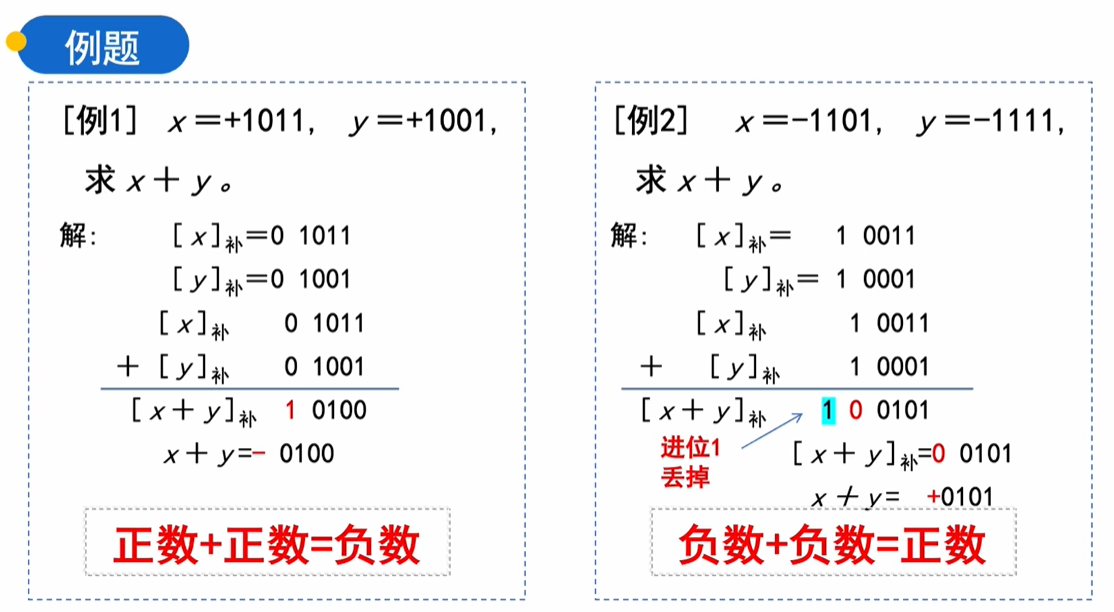 例题
[例1] x＝+1011, y＝+1001,
求 x＋ y。
解: [x]补＝0 1011
[y]补＝0 1001
[x]补 0 1011
＋ [y]补 0 1001
[x＋y]补 1 0100
x＋y=− 0100
正数+正数=负数
[例2] x＝−1101, y＝−1111,
求 x＋ y。
解: [x]补＝ 1 0011
[y]补＝ 1 0001
[x]补 1 0011
＋ [y]补 1 0001
[x＋y]补 1 0 0101
进位1
丢掉
[x＋y]补=0 0101
x＋y= +0101
负数+负数=正数